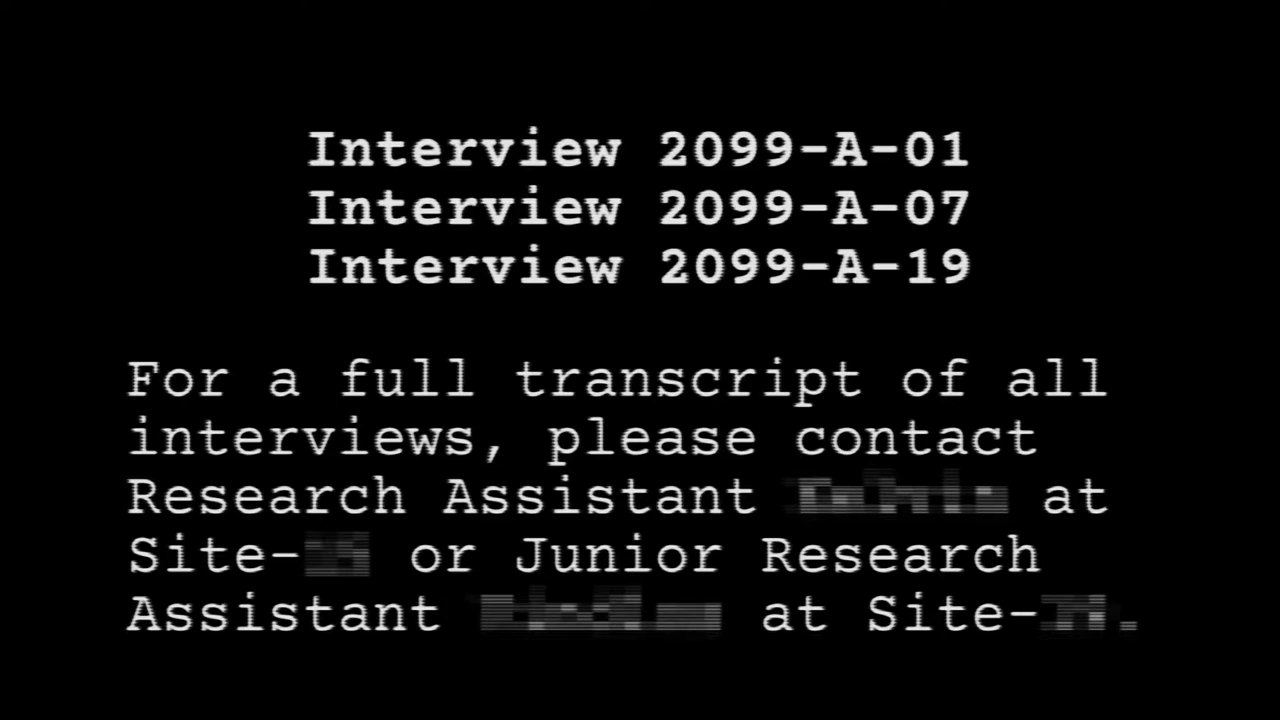 Interview 2099-A-01
Interview 2099-A-07
Interview 2099-A-19
For a full transcript of all
interviews, please contact
Research Assistant at
Site- or Junior Research
Assistant at Site-